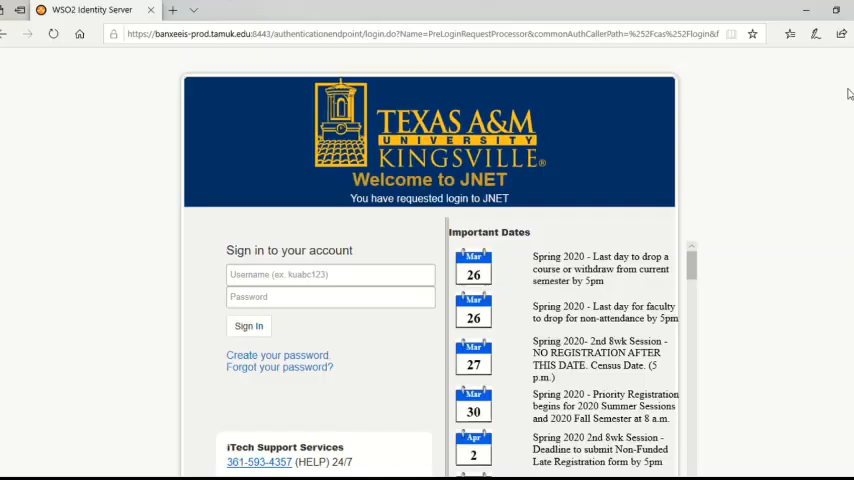 WSO2 Identity Server
https://banxeeis-prod.tamuk.edu:8443/authenticationendpoint/login.do?Name=PreLoginRequestProcessor&commonAuthCallerPath=%252Fcas%252Flogin&f
TEXAS A&M
UNIVERSITY
KINGSVILLE®
Welcome to JNET
You have requested login to JNET
Sign in to your account
Username (ex. kuabc123)
Password
Sign In
Create your password.
Forgot your password?
iTech Support Services
361-593-4357 (HELP) 24/7
Important Dates
Mar
26
Spring 2020 - Last day to drop a
course or withdraw from current
semester by 5pm
Mar
26
Spring 2020 - Last day for faculty
to drop for non-attendance by 5pm
Mar
27
Spring 2020- 2nd 8wk Session -
NO REGISTRATION AFTER
THIS DATE. Census Date. (5
p.m.)
Mar
30
Spring 2020 - Priority Registration
begins for 2020 Summer Sessions
and 2020 Fall Semester at 8 a.m.
Apr
2
Spring 2020 2nd 8wk Session -
Deadline to submit Non-Funded
Late Registration form by 5pm